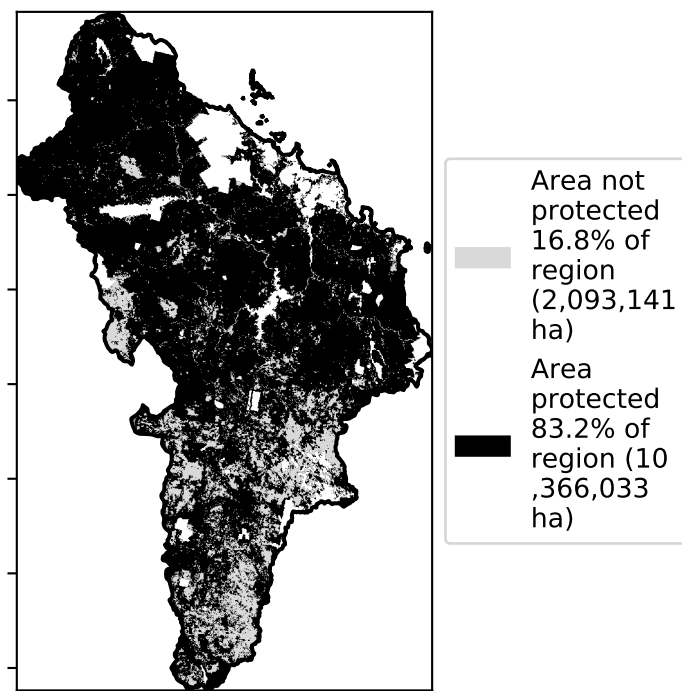 Area not
protected
16.8% of
region
(2,093,141
ha)
Area
protected
83.2% of
region (10
,366,033
ha)